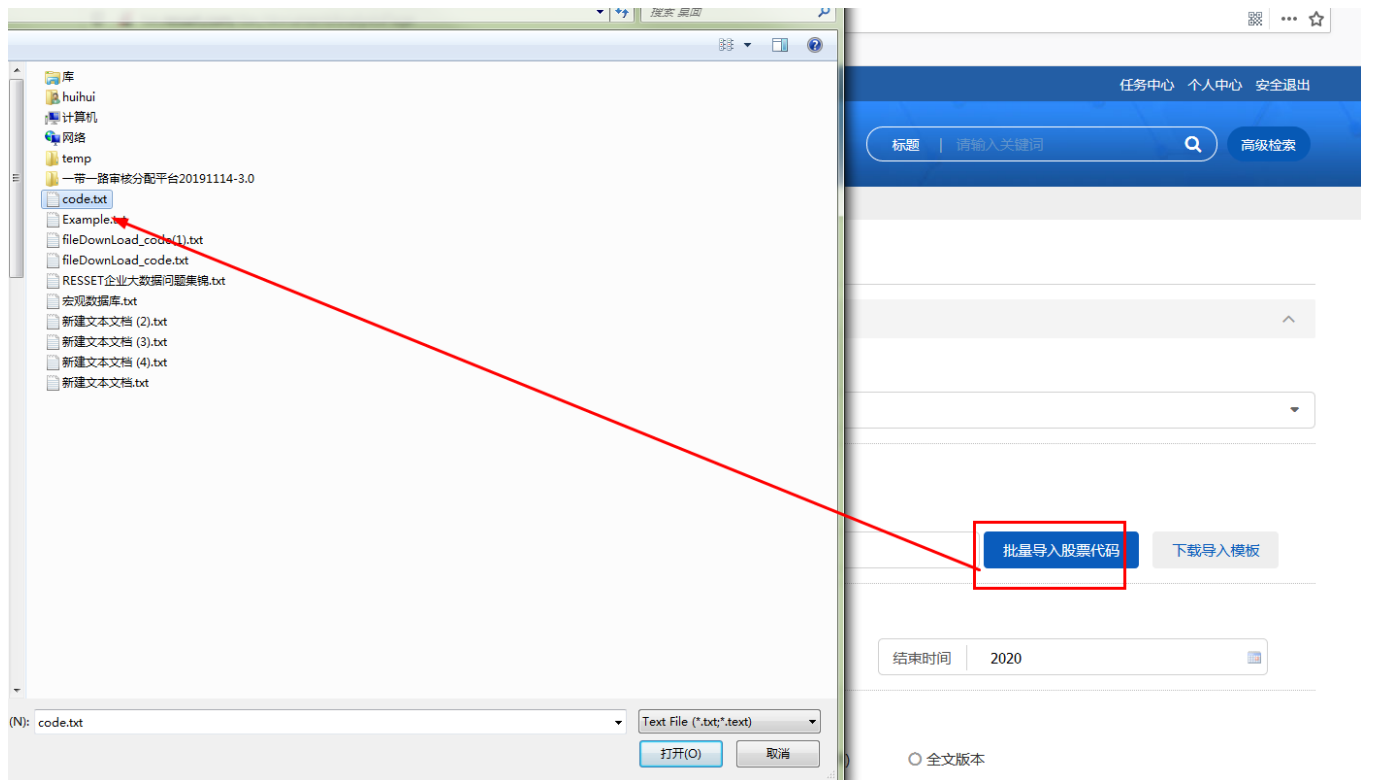 搜索 桌面
库
huihui
计算机
网络
temp
一带一路审核分配平台20191114-3.0
code.txt
Example.txt
fileDownLoad_code(1).txt
fileDownLoad_code.txt
RESSET企业大数据问题集锦.txt
宏观数据库.txt
新建文本文档 (2).txt
新建文本文档 (3).txt
新建文本文档 (4).txt
新建文本文档.txt
(N): code.txt
Text File (*.txt;*.text)
打开(O) 取消
任务中心 个人中心 安全退出
标题 | 请输入关键词 高级检索
批量导入股票代码 下载导入模板
结束时间 2020
) 全文版本